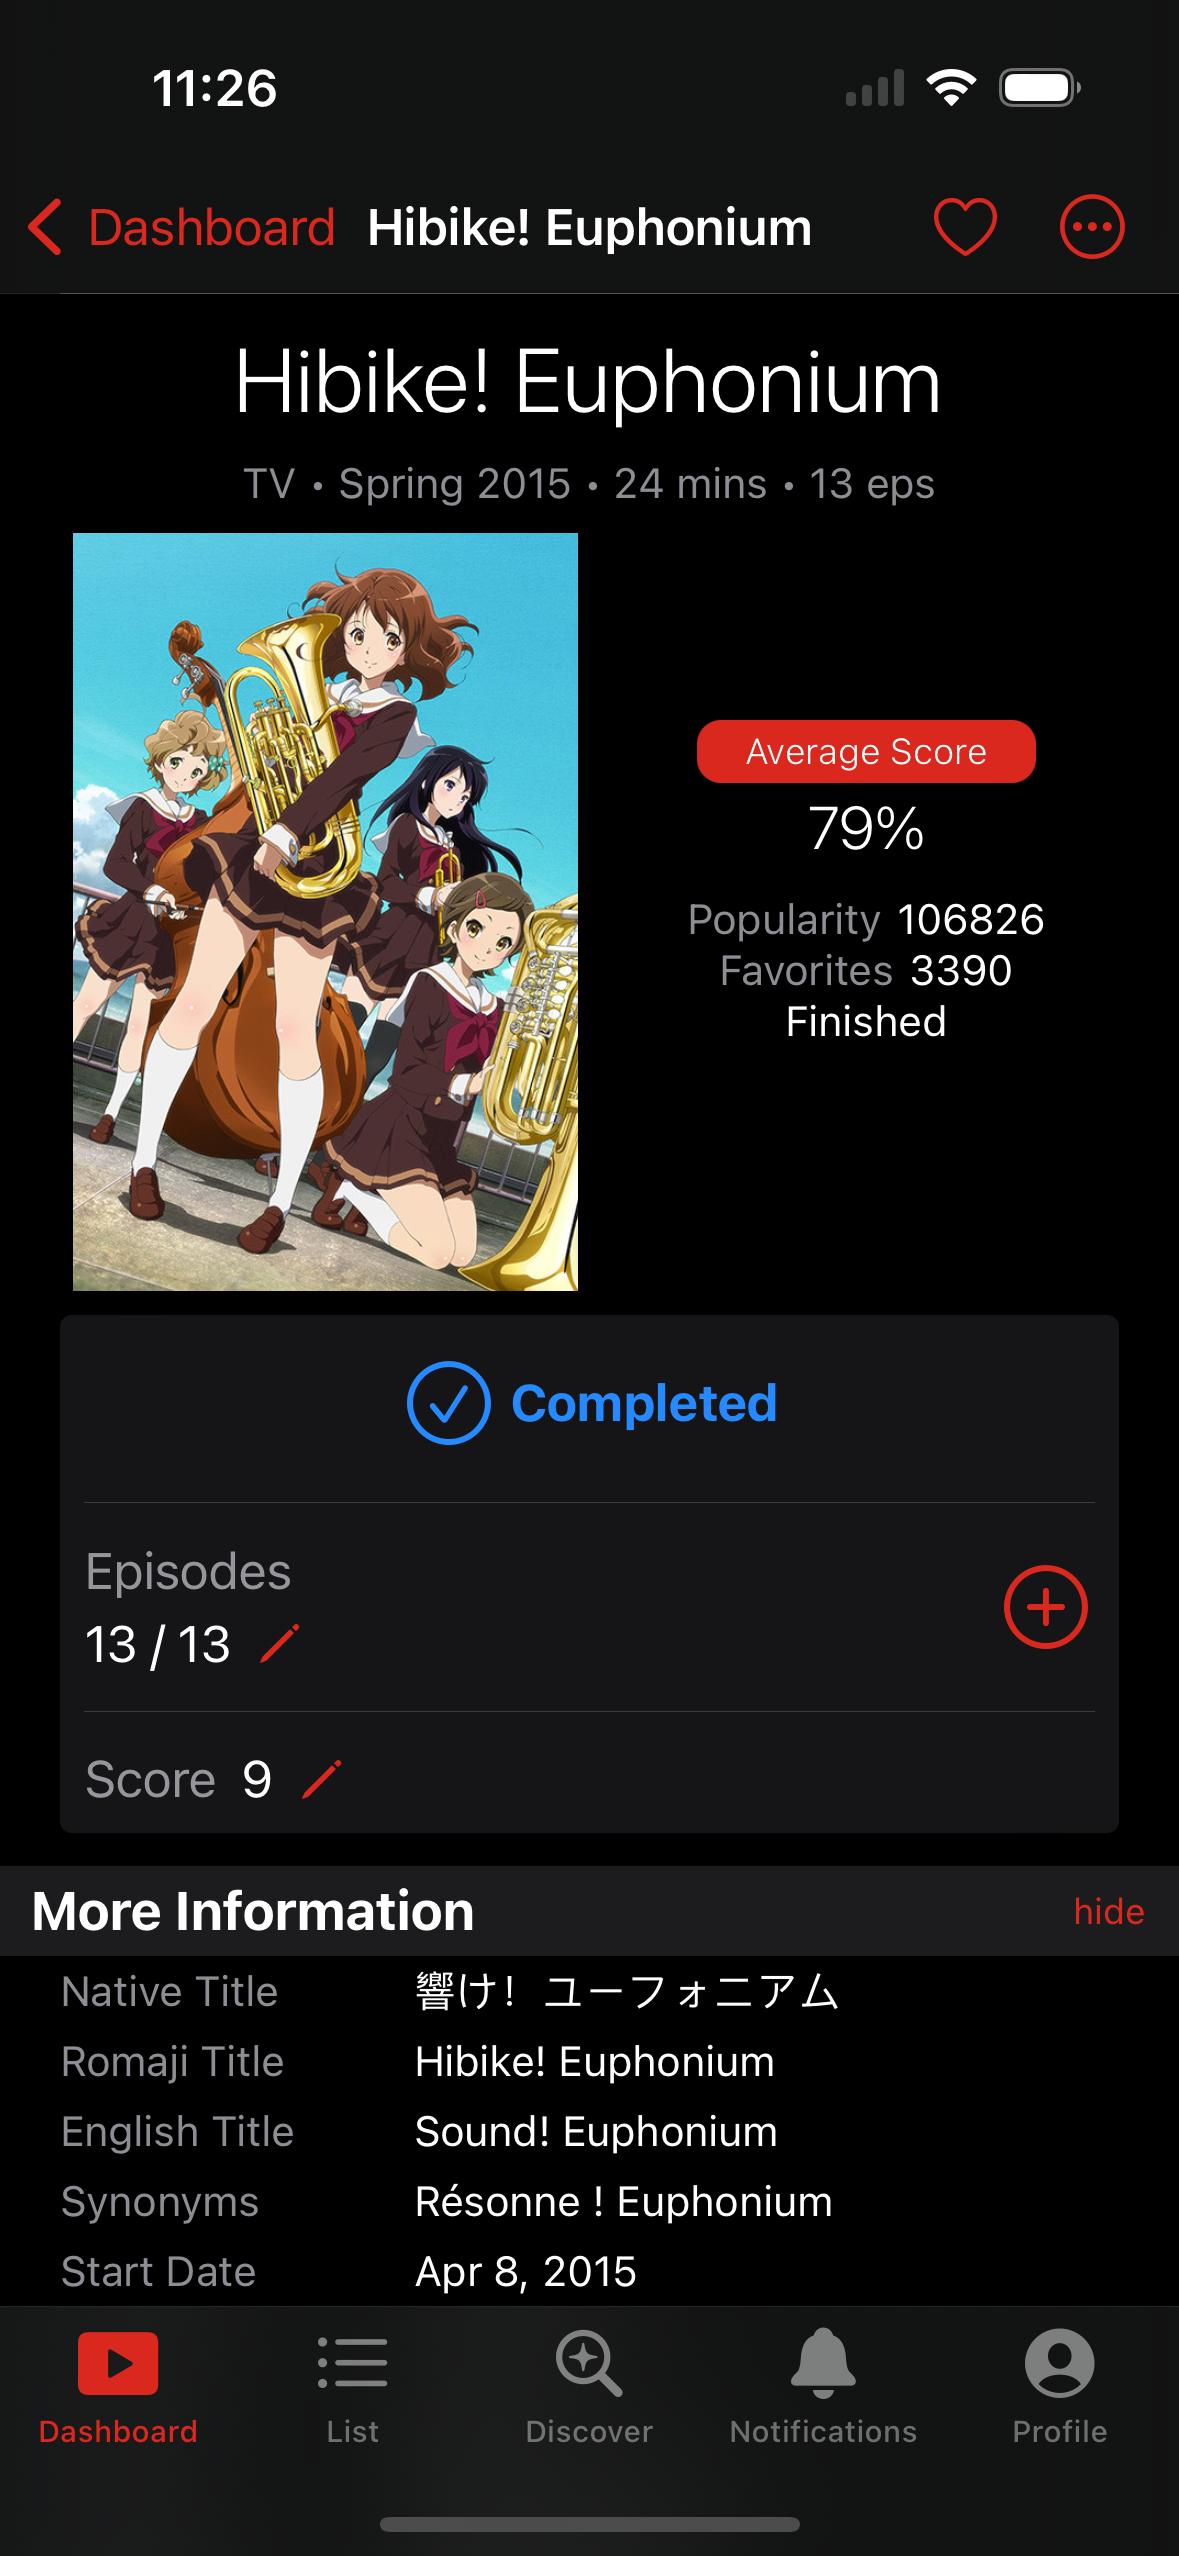 11:26
Dashboard Hibike! Euphonium
Hibike! Euphonium
TV • Spring 2015 • 24 mins • 13 eps
Average Score
79%
Popularity 106826
Favorites 3390
Finished
Completed
Episodes
13 / 13
Score 9
More Information hide
Native Title 響け！ユーフォニアム
Romaji Title Hibike! Euphonium
English Title Sound! Euphonium
Synonyms Résonne ! Euphonium
Start Date Apr 8, 2015
Dashboard List Discover Notifications Profile